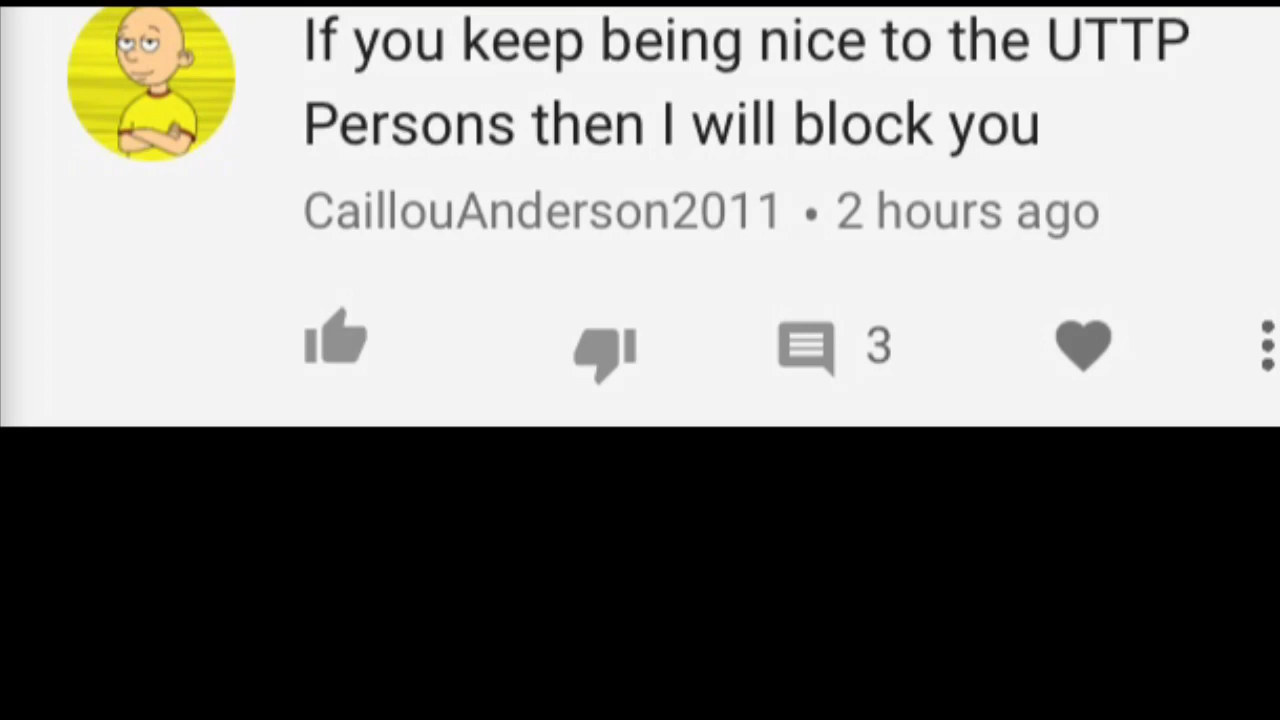 If you keep being nice to the UTTP
Persons then I will block you
CaillouAnderson2011 • 2 hours ago
3